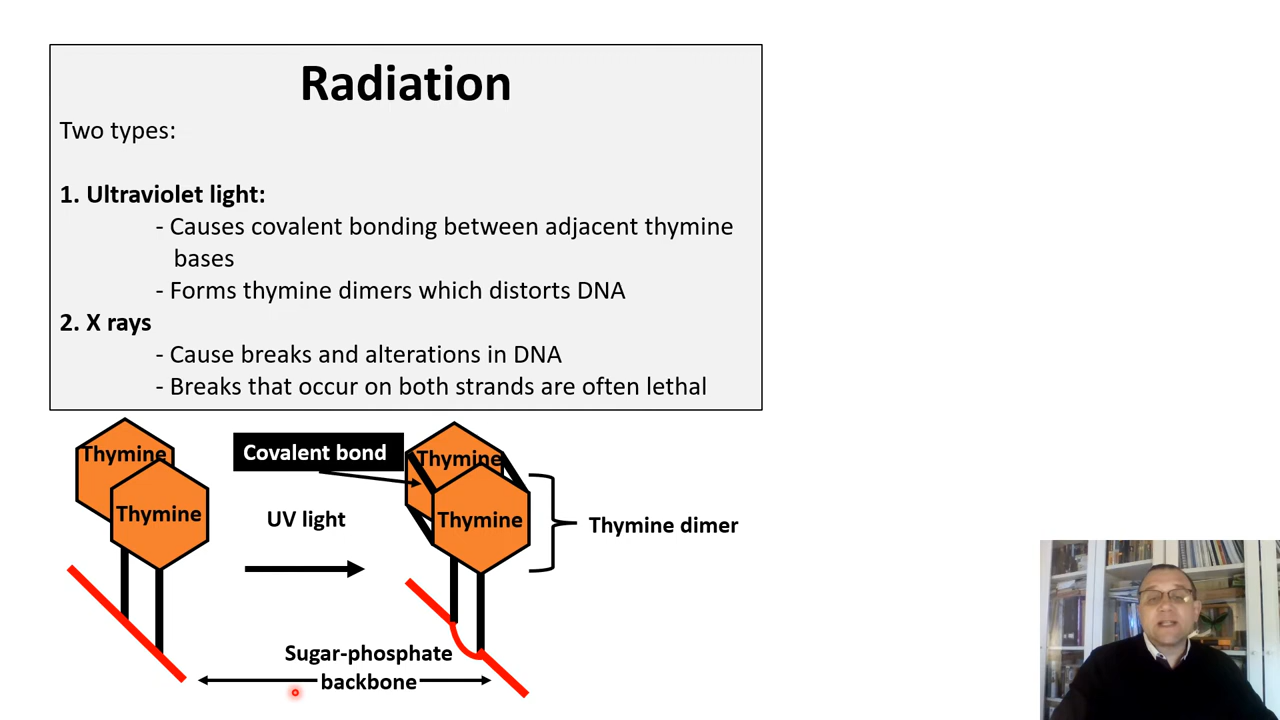 Radiation
Two types:
1. Ultraviolet light:
- Causes covalent bonding between adjacent thymine
bases
- Forms thymine dimers which distorts DNA
2. X rays
- Cause breaks and alterations in DNA
- Breaks that occur on both strands are often lethal
Thymine
Thymine
Covalent bond
UV light
Thymine
Thymine
Thymine dimer
Sugar-phosphate
backbone